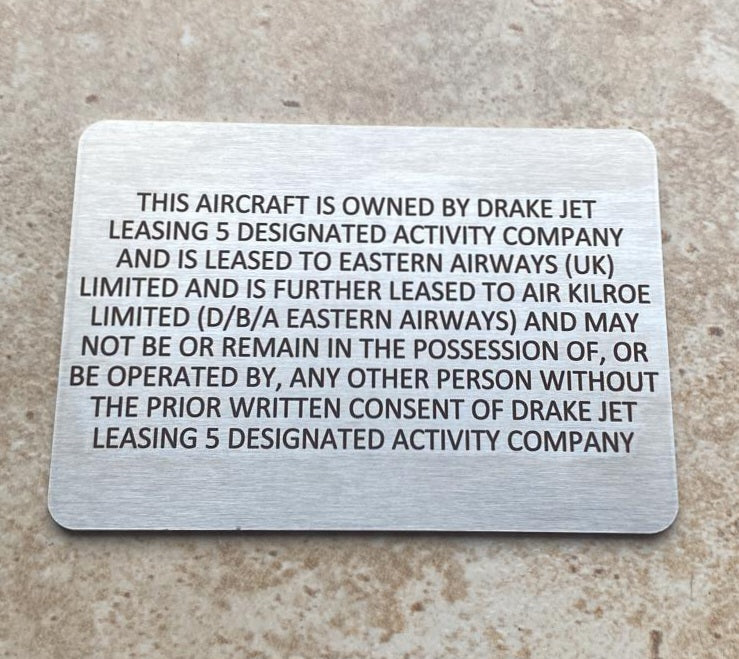 THIS AIRCRAFT IS OWNED BY DRAKE JET
LEASING 5 DESIGNATED ACTIVITY COMPANY
AND IS LEASED TO EASTERN AIRWAYS (UK)
LIMITED AND IS FURTHER LEASED TO AIR KILROE
LIMITED (D/B/A EASTERN AIRWAYS) AND MAY
NOT BE OR REMAIN IN THE POSSESSION OF, OR
BE OPERATED BY, ANY OTHER PERSON WITHOUT
THE PRIOR WRITTEN CONSENT OF DRAKE JET
LEASING 5 DESIGNATED ACTIVITY COMPANY